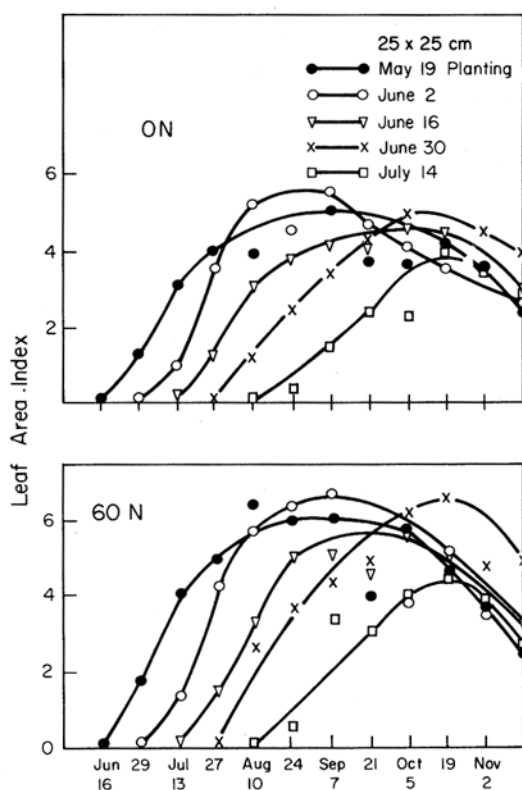 25 x 25 cm
May 19 Planting
June 2
June 16
June 30
July 14
ON
6
4
2
Leaf Area Index
60 N
6
4
2
0
Jun 29 Jul 27 Aug 24 Sep 21 Oct 19 Nov
16 13 10 7 5 2